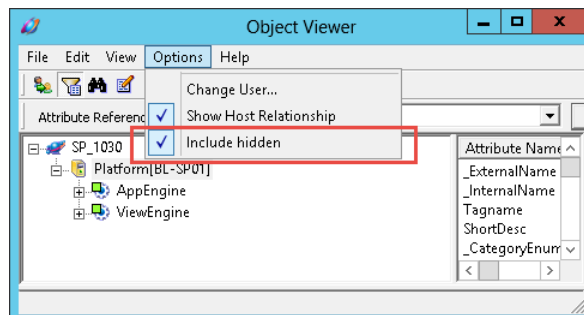 Object Viewer
File Edit View Options Help
Change User...
Attribute Referenc
Show Host Relationship
Include hidden
SP_1030
Attribute Name
Platform[BL-SP01]
_ExternalName
AppEngine
_InternalName
ViewEngine
Tagname
ShortDesc
_CategoryEnum